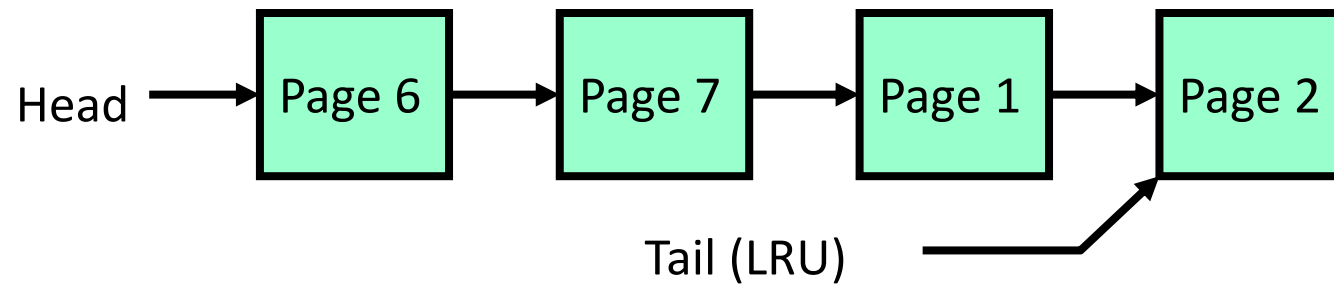 Head
Page 6
Page 7
Page 1
Page 2
Tail (LRU)